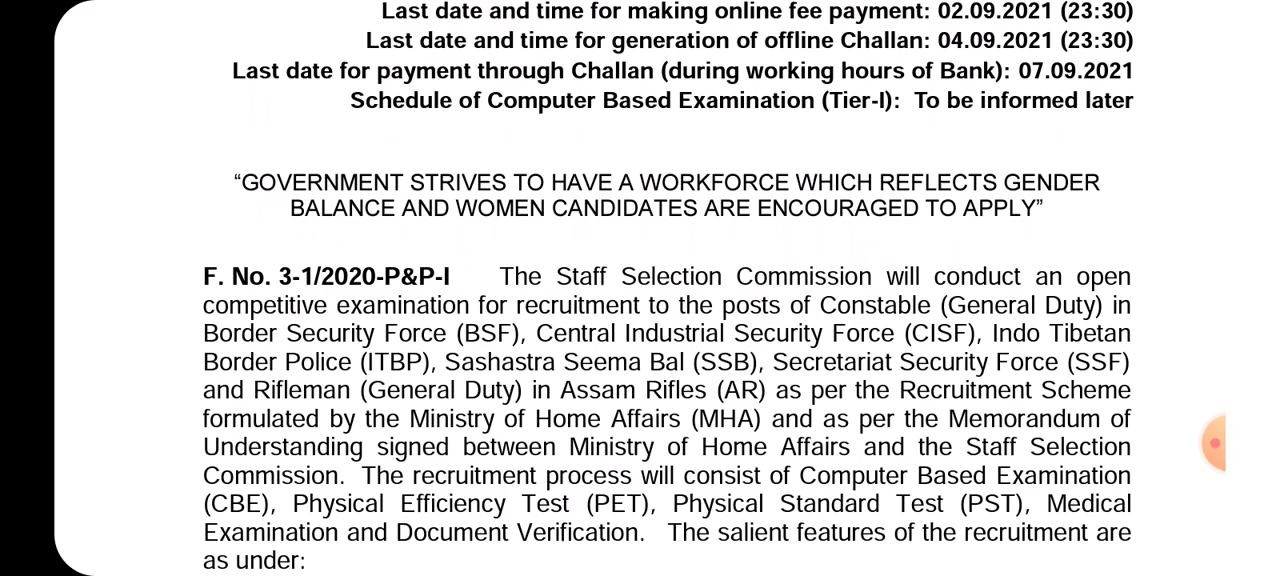 Last date and time for making online fee payment: 02.09.2021 (23:30)
Last date and time for generation of offline Challan: 04.09.2021 (23:30)
Last date for payment through Challan (during working hours of Bank): 07.09.2021
Schedule of Computer Based Examination (Tier-I): To be informed later
“GOVERNMENT STRIVES TO HAVE A WORKFORCE WHICH REFLECTS GENDER
BALANCE AND WOMEN CANDIDATES ARE ENCOURAGED TO APPLY”
F. No. 3-1/2020-P&P-I The Staff Selection Commission will conduct an open
competitive examination for recruitment to the posts of Constable (General Duty) in
Border Security Force (BSF), Central Industrial Security Force (CISF), Indo Tibetan
Border Police (ITBP), Sashastra Seema Bal (SSB), Secretariat Security Force (SSF)
and Rifleman (General Duty) in Assam Rifles (AR) as per the Recruitment Scheme
formulated by the Ministry of Home Affairs (MHA) and as per the Memorandum of
Understanding signed between Ministry of Home Affairs and the Staff Selection
Commission. The recruitment process will consist of Computer Based Examination
(CBE), Physical Efficiency Test (PET), Physical Standard Test (PST), Medical
Examination and Document Verification. The salient features of the recruitment are
as under: